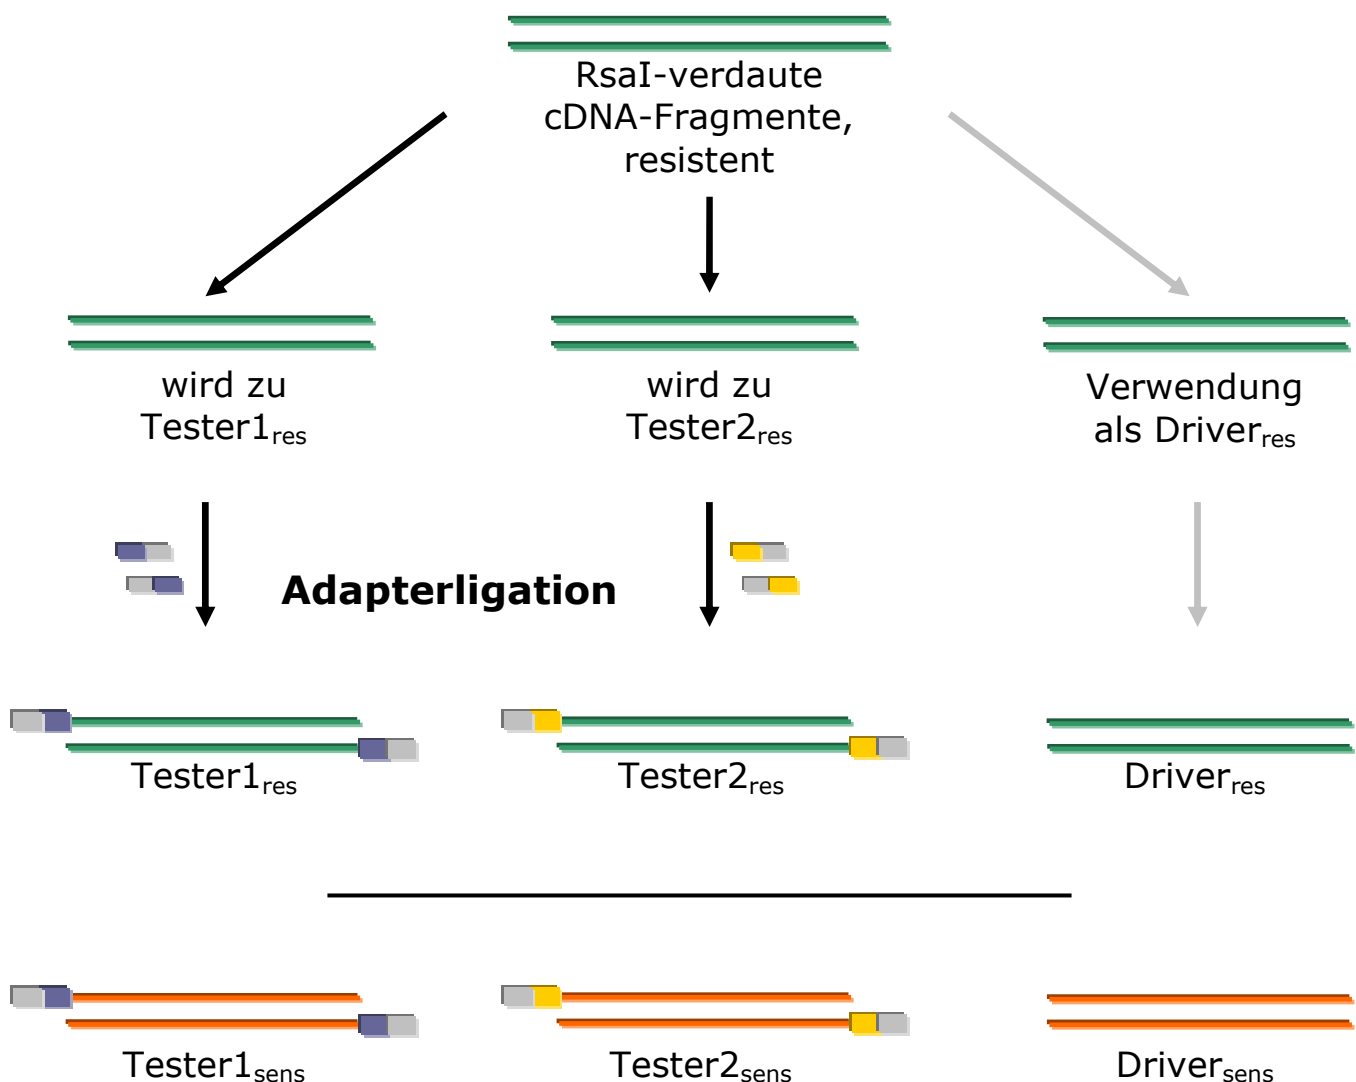 RsaI-verdaute
cDNA-Fragmente,
resistent
wird zu
Tester1res
wird zu
Tester2res
Verwendung
als Driverres
Adapterligation
Tester1res
Tester2res
Driverres
Tester1sens
Tester2sens
Driversens